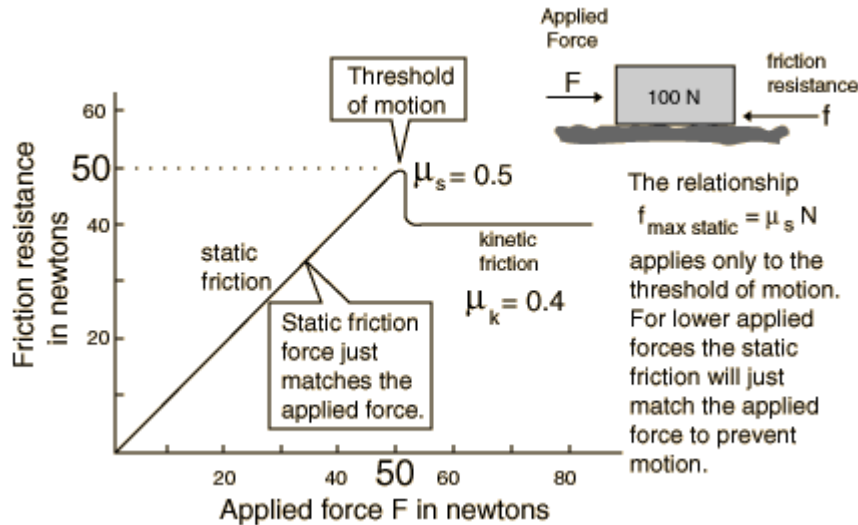 Threshold
of motion
Applied
Force
F
100 N
friction
resistance
f
Friction resistance
in newtons
60
50
40
20
μs = 0.5
static
friction
kinetic
friction
μk = 0.4
Static friction
force just
matches the
applied force.
20
40
50
60
80
Applied force F in newtons
The relationship
f max static = μs N
applies only to the
threshold of motion.
For lower applied
forces the static
friction will just
match the applied
force to prevent
motion.